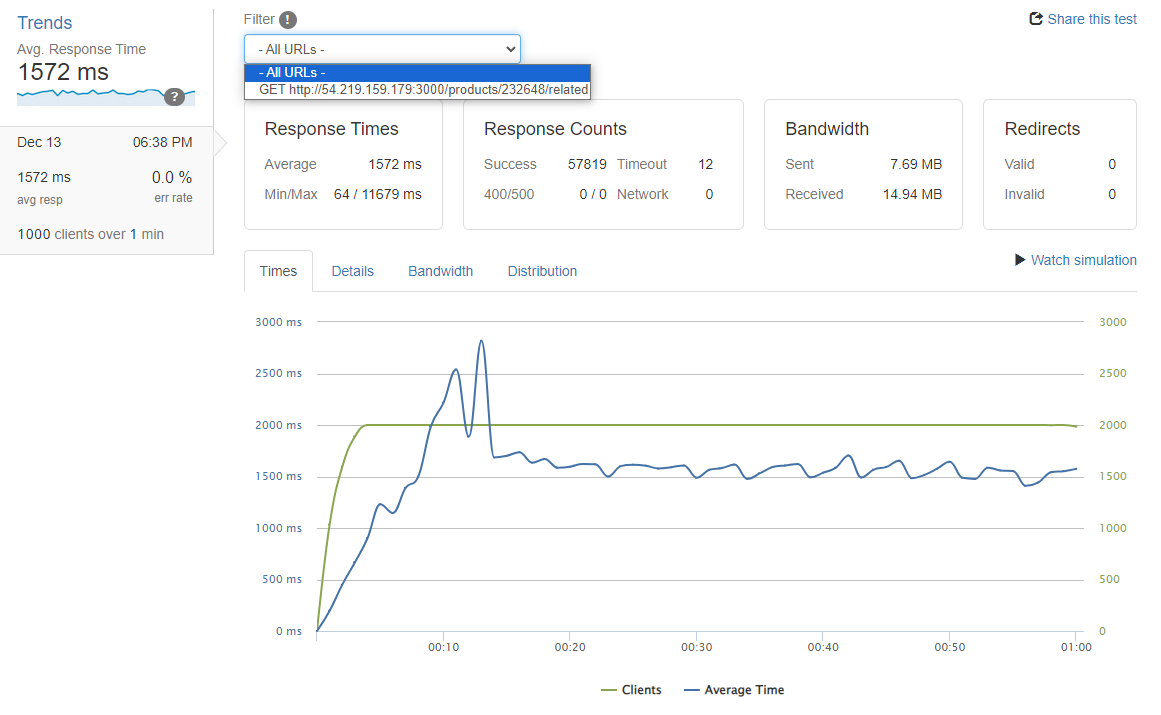 Trends
Avg. Response Time
1572 ms
?
Dec 13 06:38 PM
1572 ms 0.0 %
avg resp err rate
1000 clients over 1 min
Filter !
Share this test
- All URLs -
- All URLs -
GET http://54.219.159.179:3000/products/232648/related
Response Times
Average 1572 ms
Min/Max 64 / 11679 ms
Response Counts
Success 57819 Timeout 12
400/500 0 / 0 Network 0
Bandwidth
Sent 7.69 MB
Received 14.94 MB
Redirects
Valid 0
Invalid 0
Times Details Bandwidth Distribution
Watch simulation
3000 ms 3000
2500 ms 2500
2000 ms 2000
1500 ms 1500
1000 ms 1000
500 ms 500
0 ms 0
00:10 00:20 00:30 00:40 00:50 01:00
Clients Average Time